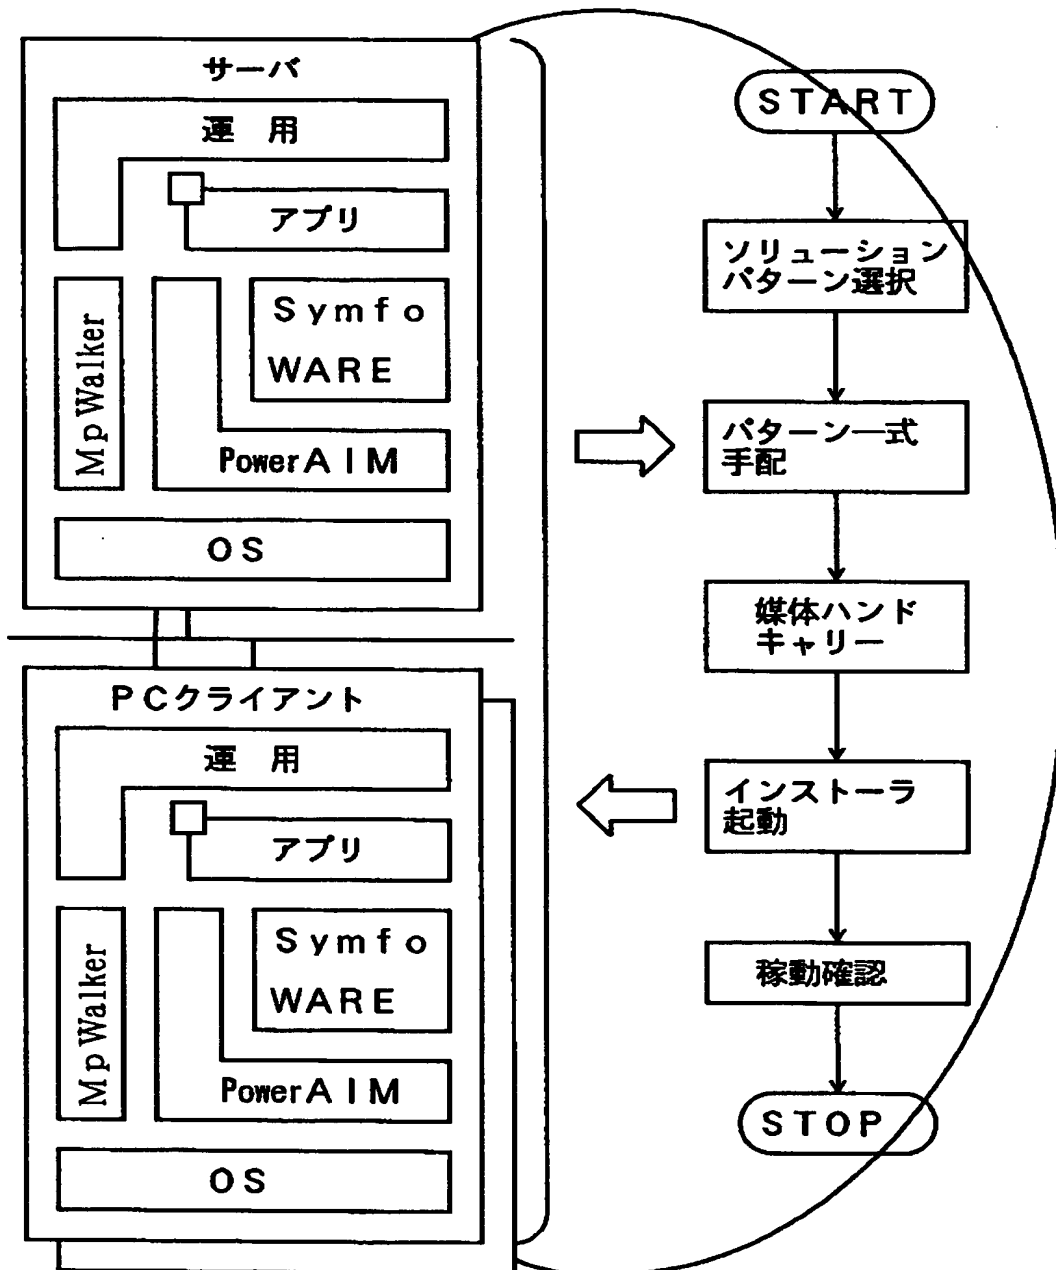 サーバ
運用
アプリ
Symfo
WARE
MpWalker
PowerAIM
OS
PCクライアント
運用
アプリ
Symfo
WARE
MpWalker
PowerAIM
OS
START
ソリューション
パターン選択
パターン一式
手配
媒体ハンド
キャリー
インストーラ
起動
稼動確認
STOP